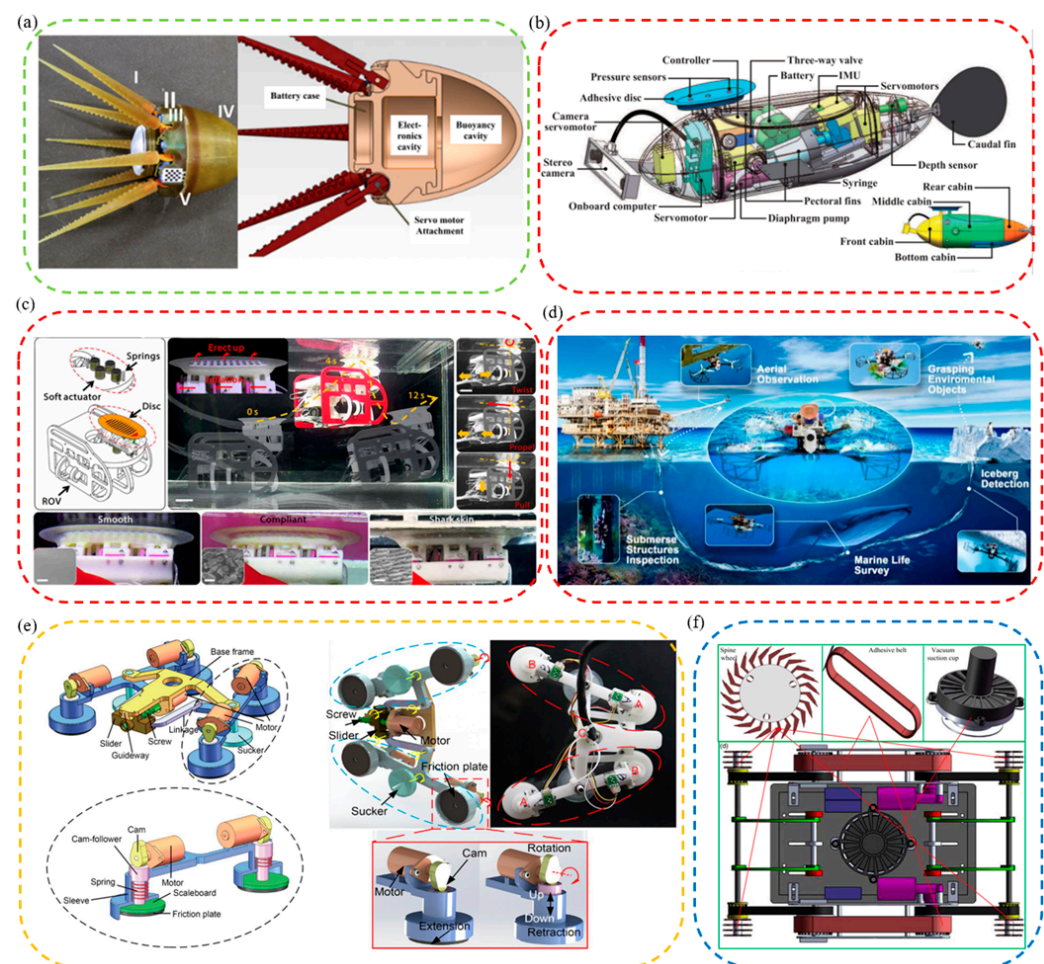 (a)
I
II
III
IV
V
Battery case
Elect-
ronics
cavity
Buoyancy
cavity
Servo motor
Attachment
(b)
Controller
Three-way valve
Pressure sensors
Battery
IMU
Adhesive disc
Servomotors
Camera
servomotor
Stereo
camera
Caudal fin
Depth sensor
Onboard computer
Syringe
Pectoral fins
Servomotor
Diaphragm pump
Rear cabin
Middle cabin
Front cabin
Bottom cabin
(c)
Springs
Soft actuator
Disc
ROV
Erect up
0 s
4 s
12 s
Twist
Propel
Pull
Smooth
Compliant
Shark skin
(d)
Aerial
Observation
Grasping
Enviromental
Objects
Iceberg
Detection
Submerse
Structures
Inspection
Marine Life
Survey
(e)
Base frame
Linkage
Motor
Slider
Screw
Sucker
Guideway
Cam
Cam-follower
Spring
Motor
Sleeve
Scaleboard
Friction plate
Screw
Slider
Motor
Friction plate
Sucker
B
A
C
B
A
Cam
Rotation
Motor
Up
Down
Extension
Retraction
(f)
Spine
wheel
Adhesive belt
Vacuum
suction cup
(d)